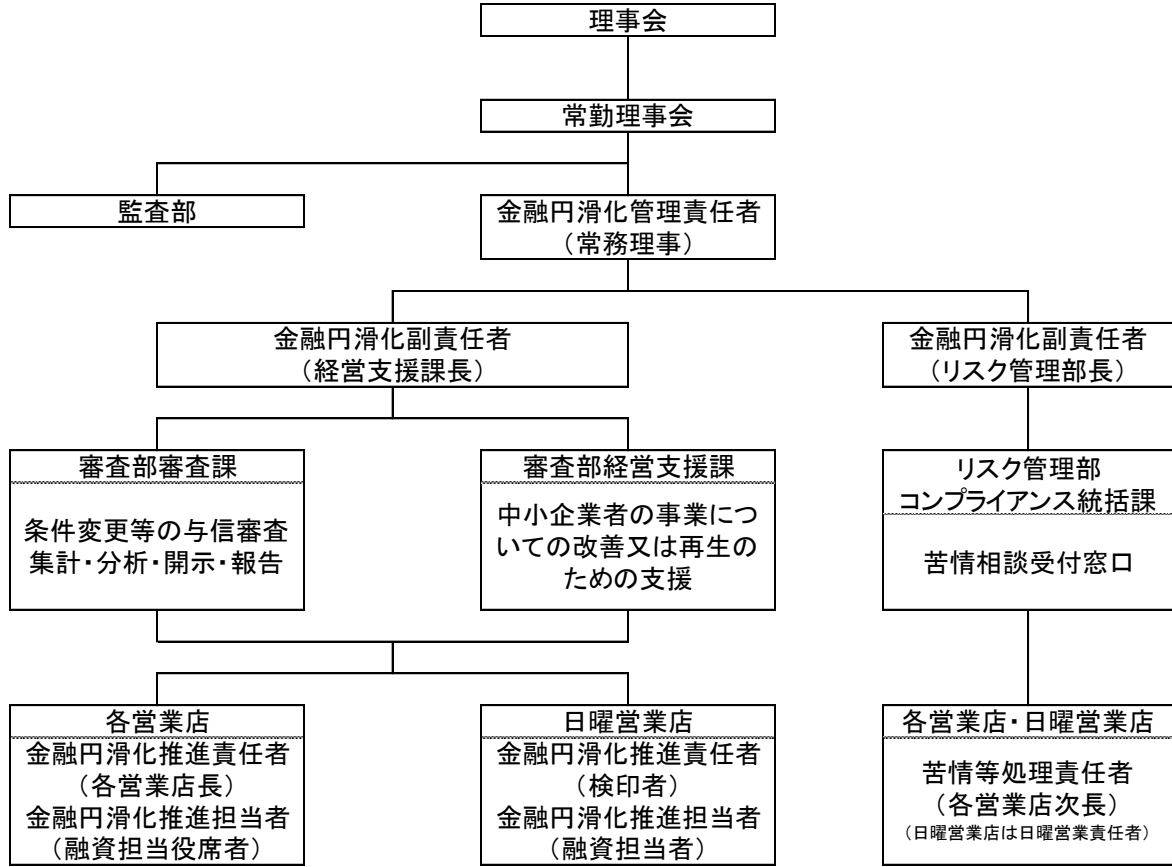 理事会
常勤理事会
監査部
金融円滑化管理責任者
（常務理事）
金融円滑化副責任者
（経営支援課長）
金融円滑化副責任者
（リスク管理部長）
審査部審査課
条件変更等の与信審査
集計・分析・開示・報告
審査部経営支援課
中小企業者の事業につ
いての改善又は再生の
ための支援
リスク管理部
コンプライアンス統括課
苦情相談受付窓口
各営業店
金融円滑化推進責任者
（各営業店長）
金融円滑化推進担当者
（融資担当役席者）
日曜営業店
金融円滑化推進責任者
（検印者）
金融円滑化推進担当者
（融資担当者）
各営業店・日曜営業店
苦情等処理責任者
（各営業店次長）
（日曜営業店は日曜営業責任者）